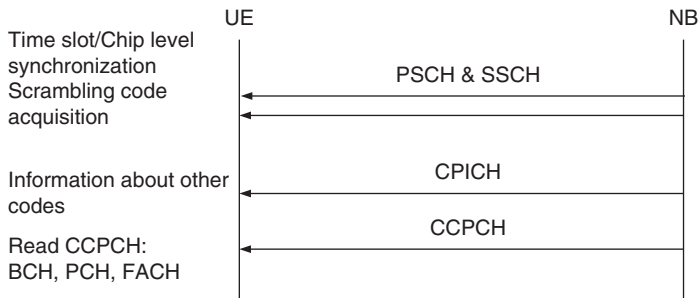 UE
NB
Time slot/Chip level
synchronization
Scrambling code
acquisition
PSCH & SSCH
Information about other
codes
CPICH
Read CCPCH:
BCH, PCH, FACH
CCPCH